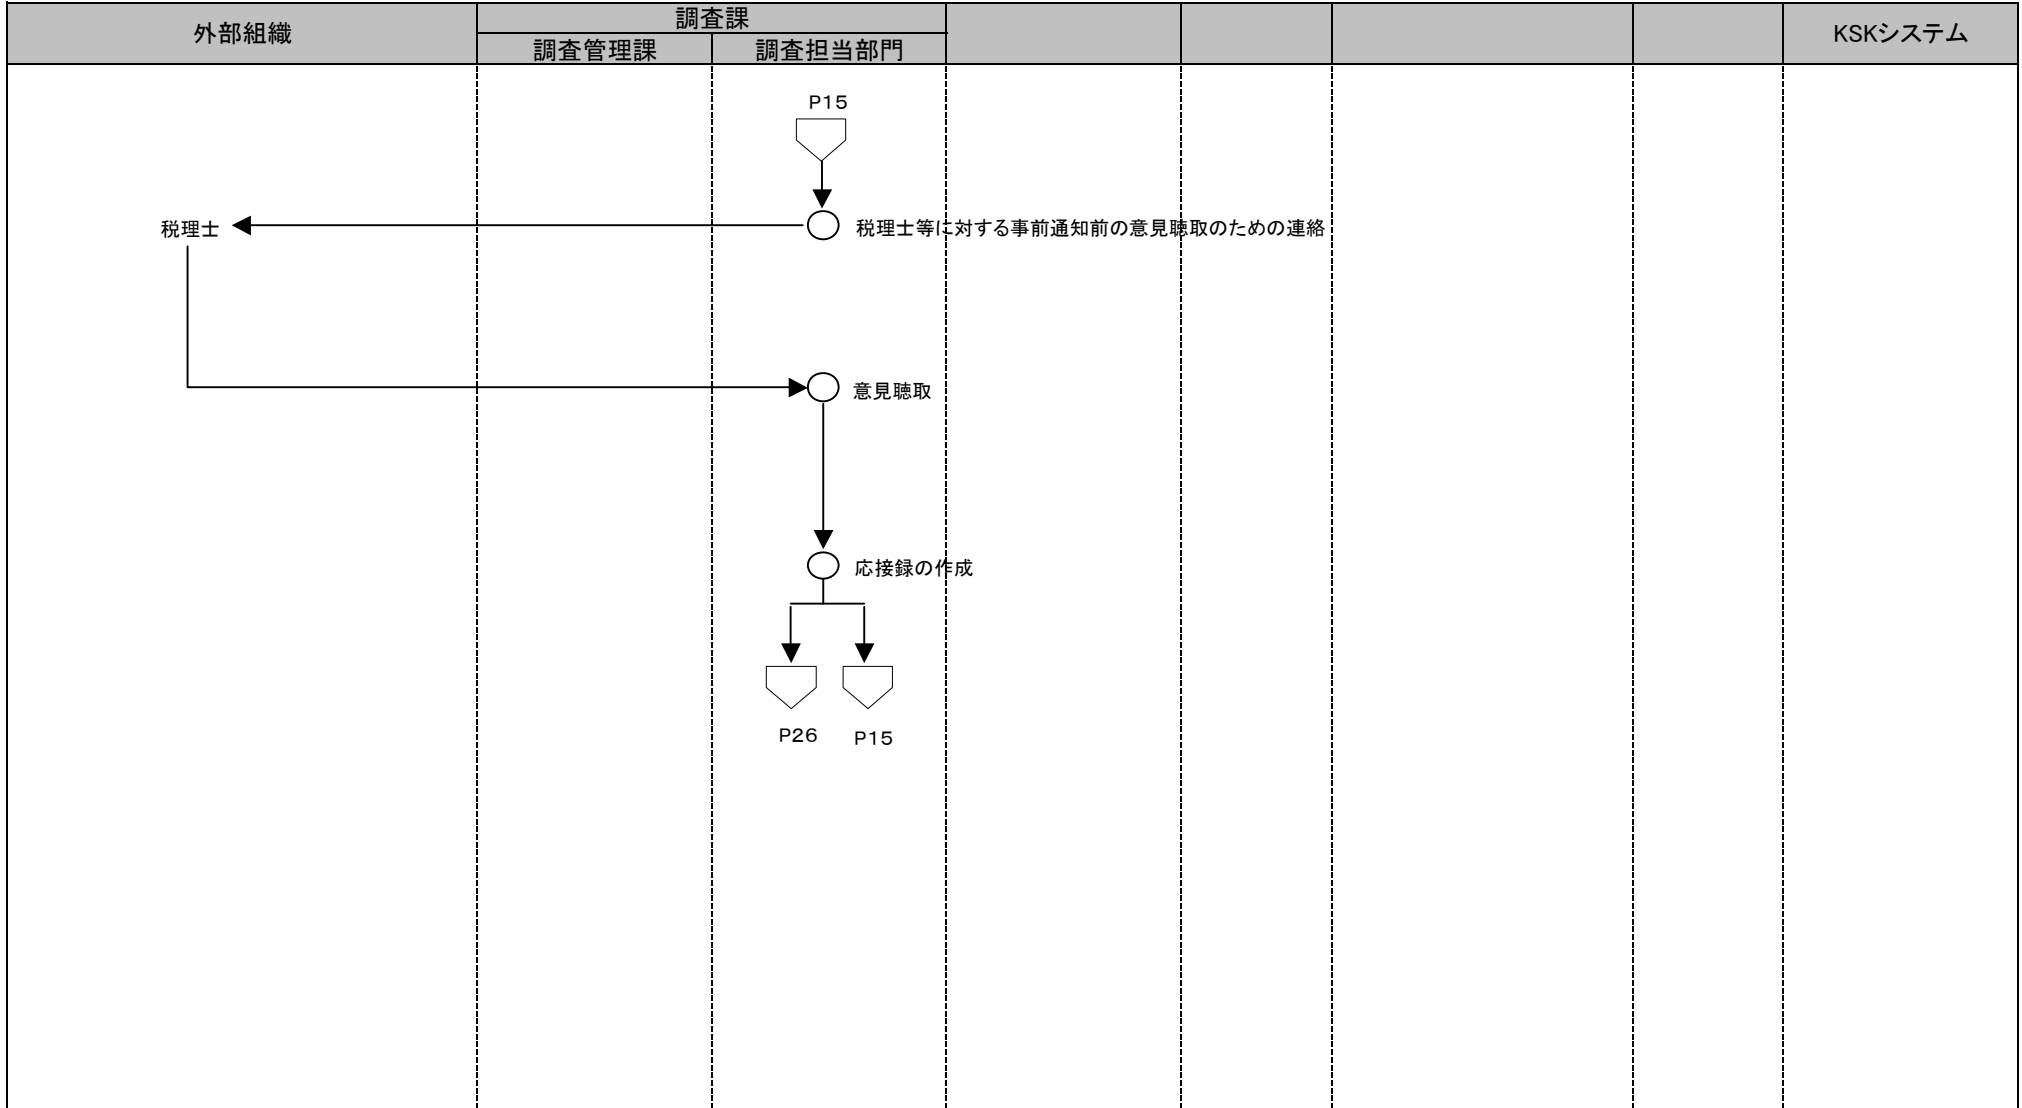 外部組織
調査課
調査管理課
調査担当部門
KSKシステム
P15
税理士
税理士等に対する事前通知前の意見聴取のための連絡
意見聴取
応接録の作成
P26
P15